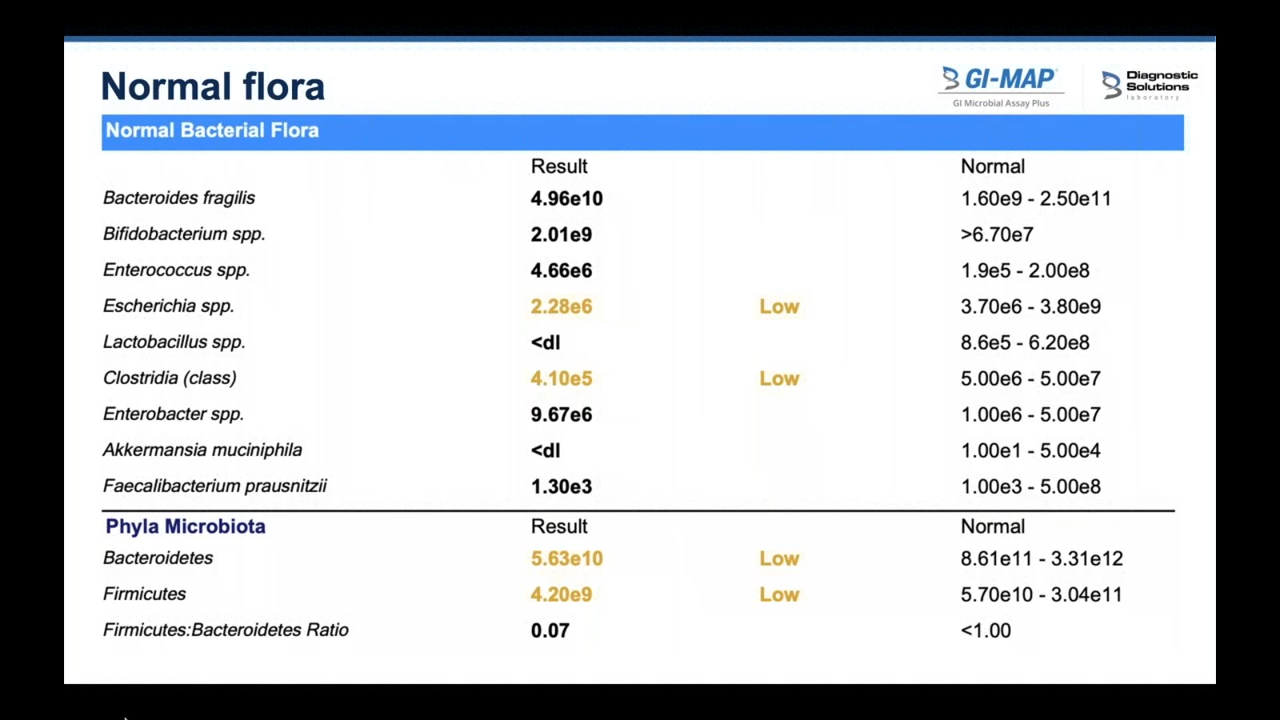 Normal flora
GI-MAP
GI Microbial Assay Plus
Diagnostic
Solutions
laboratory
Normal Bacterial Flora
Result Normal
Bacteroides fragilis 4.96e10 1.60e9 - 2.50e11
Bifidobacterium spp. 2.01e9 >6.70e7
Enterococcus spp. 4.66e6 1.9e5 - 2.00e8
Escherichia spp. 2.28e6 Low 3.70e6 - 3.80e9
Lactobacillus spp. <dl 8.6e5 - 6.20e8
Clostridia (class) 4.10e5 Low 5.00e6 - 5.00e7
Enterobacter spp. 9.67e6 1.00e6 - 5.00e7
Akkermansia muciniphila <dl 1.00e1 - 5.00e4
Faecalibacterium prausnitzii 1.30e3 1.00e3 - 5.00e8
Phyla Microbiota Result Normal
Bacteroidetes 5.63e10 Low 8.61e11 - 3.31e12
Firmicutes 4.20e9 Low 5.70e10 - 3.04e11
Firmicutes:Bacteroidetes Ratio 0.07 <1.00